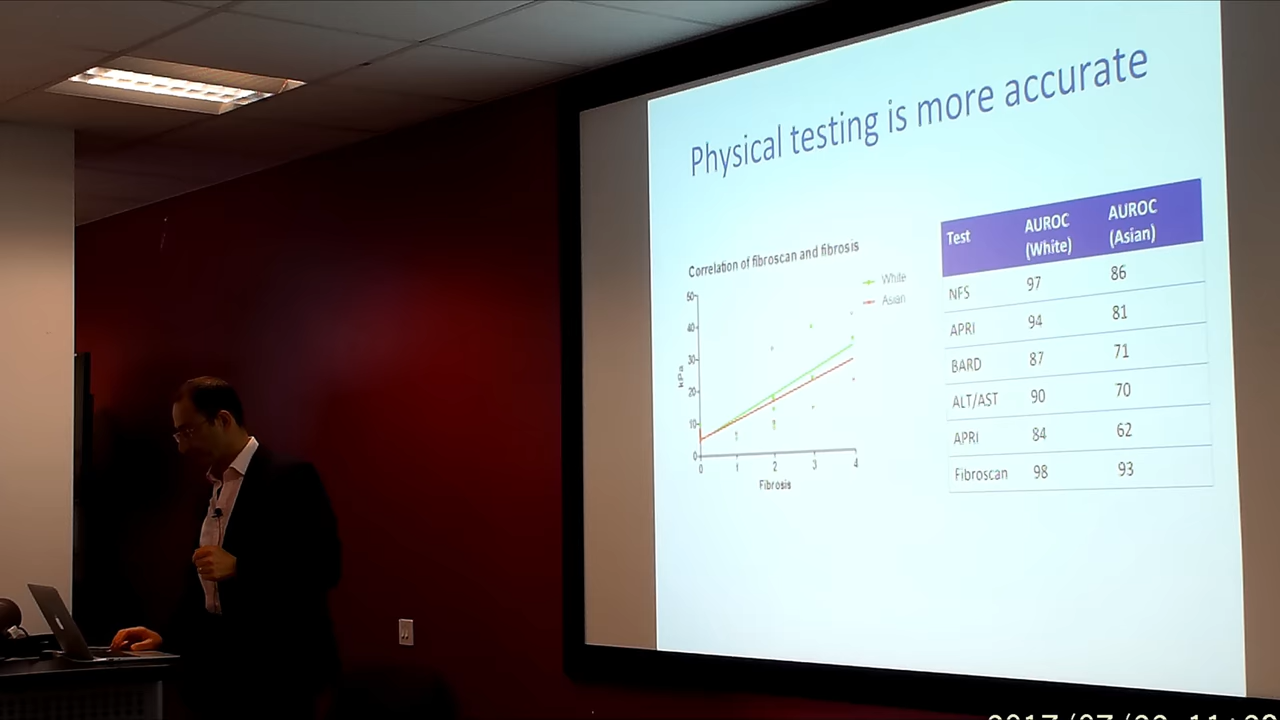 Physical testing is more accurate
Correlation of fibroscan and fibrosis
White
Asian
50
40
30
20
10
0
kPa
0 1 2 3 4
Fibrosis
Test AUROC (White) AUROC (Asian)
NFS 97 86
APRI 94 81
BARD 87 71
ALT/AST 90 70
APRI 84 62
Fibroscan 98 93